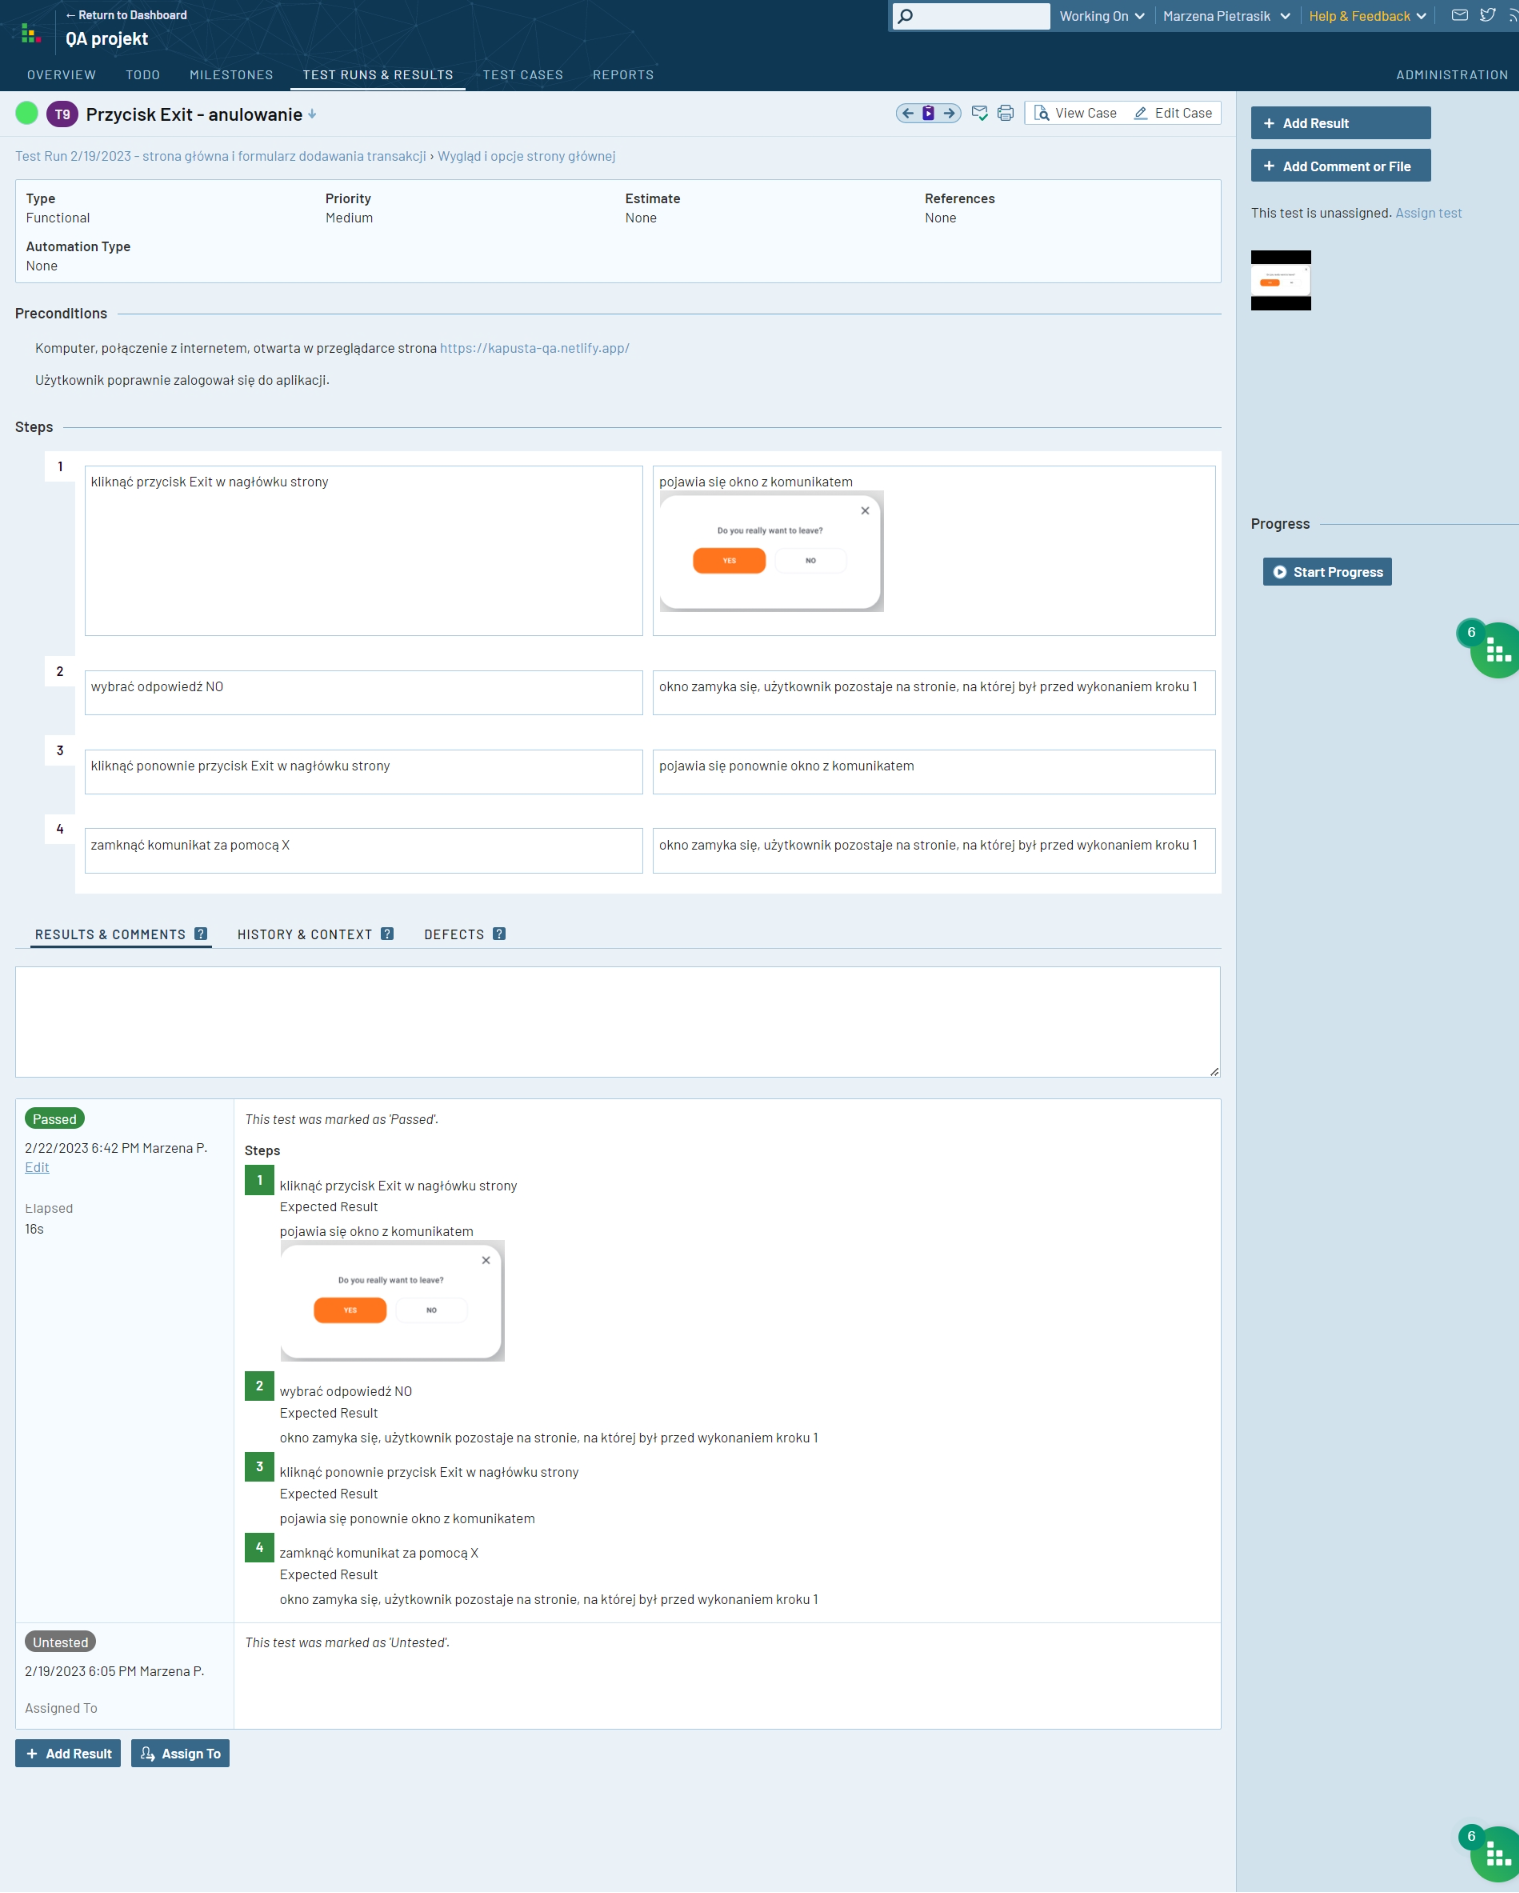 ← Return to Dashboard
QA projekt
Working On
Marzena Pietrasik
Help & Feedback
OVERVIEW TODO MILESTONES TEST RUNS & RESULTS TEST CASES REPORTS ADMINISTRATION
T9 Przycisk Exit - anulowanie
View Case Edit Case
Test Run 2/19/2023 - strona główna i formularz dodawania transakcji › Wygląd i opcje strony głównej
Type Priority Estimate References
Functional Medium None None
Automation Type
None
Preconditions
Komputer, połączenie z internetem, otwarta w przeglądarce strona https://kapusta-qa.netlify.app/
Użytkownik poprawnie zalogował się do aplikacji.
Steps
1
kliknąć przycisk Exit w nagłówku strony
pojawia się okno z komunikatem
Do you really want to leave?
YES NO
2
wybrać odpowiedź NO
okno zamyka się, użytkownik pozostaje na stronie, na której był przed wykonaniem kroku 1
3
kliknąć ponownie przycisk Exit w nagłówku strony
pojawia się ponownie okno z komunikatem
4
zamknąć komunikat za pomocą X
okno zamyka się, użytkownik pozostaje na stronie, na której był przed wykonaniem kroku 1
RESULTS & COMMENTS ? HISTORY & CONTEXT ? DEFECTS ?
Passed
2/22/2023 6:42 PM Marzena P.
Edit
Elapsed
16s
This test was marked as 'Passed'.
Steps
1
kliknąć przycisk Exit w nagłówku strony
Expected Result
pojawia się okno z komunikatem
Do you really want to leave?
YES NO
2
wybrać odpowiedź NO
Expected Result
okno zamyka się, użytkownik pozostaje na stronie, na której był przed wykonaniem kroku 1
3
kliknąć ponownie przycisk Exit w nagłówku strony
Expected Result
pojawia się ponownie okno z komunikatem
4
zamknąć komunikat za pomocą X
Expected Result
okno zamyka się, użytkownik pozostaje na stronie, na której był przed wykonaniem kroku 1
Untested
2/19/2023 6:05 PM Marzena P.
Assigned To
This test was marked as 'Untested'.
+ Add Result Assign To
+ Add Result
+ Add Comment or File
This test is unassigned. Assign test
Progress
Start Progress
6
6